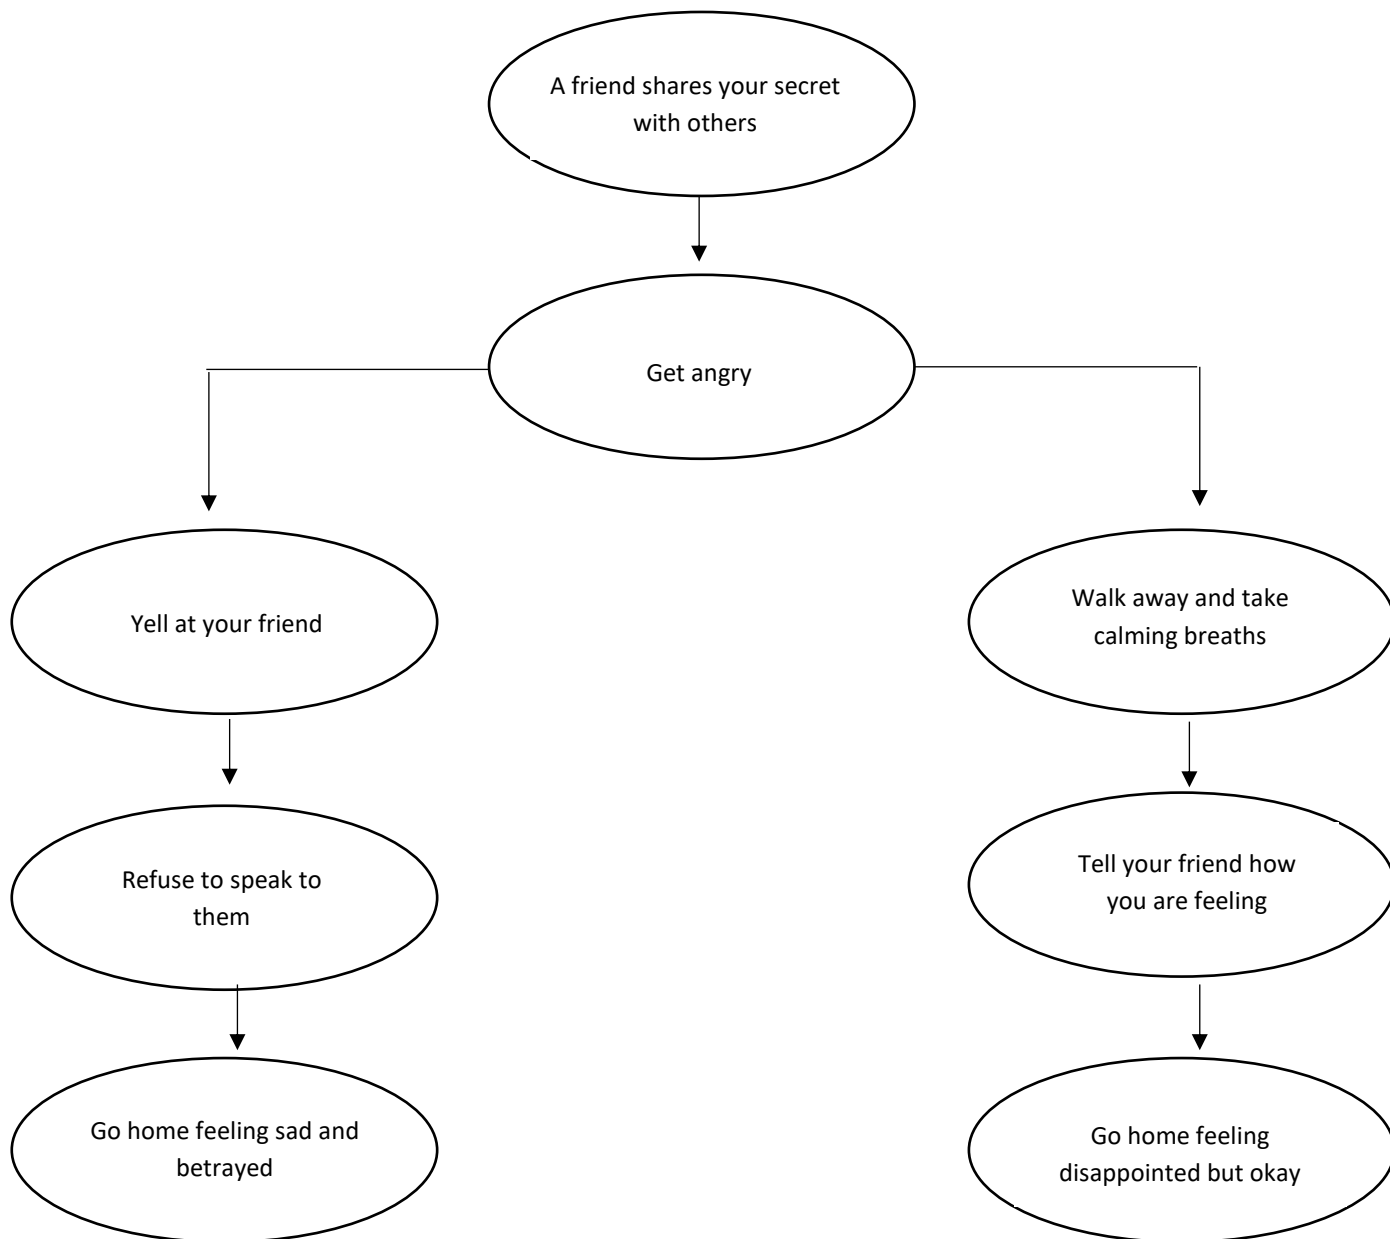 A friend shares your secret
with others
Get angry
Yell at your friend
Walk away and take
calming breaths
Refuse to speak to
them
Tell your friend how
you are feeling
Go home feeling sad and
betrayed
Go home feeling
disappointed but okay